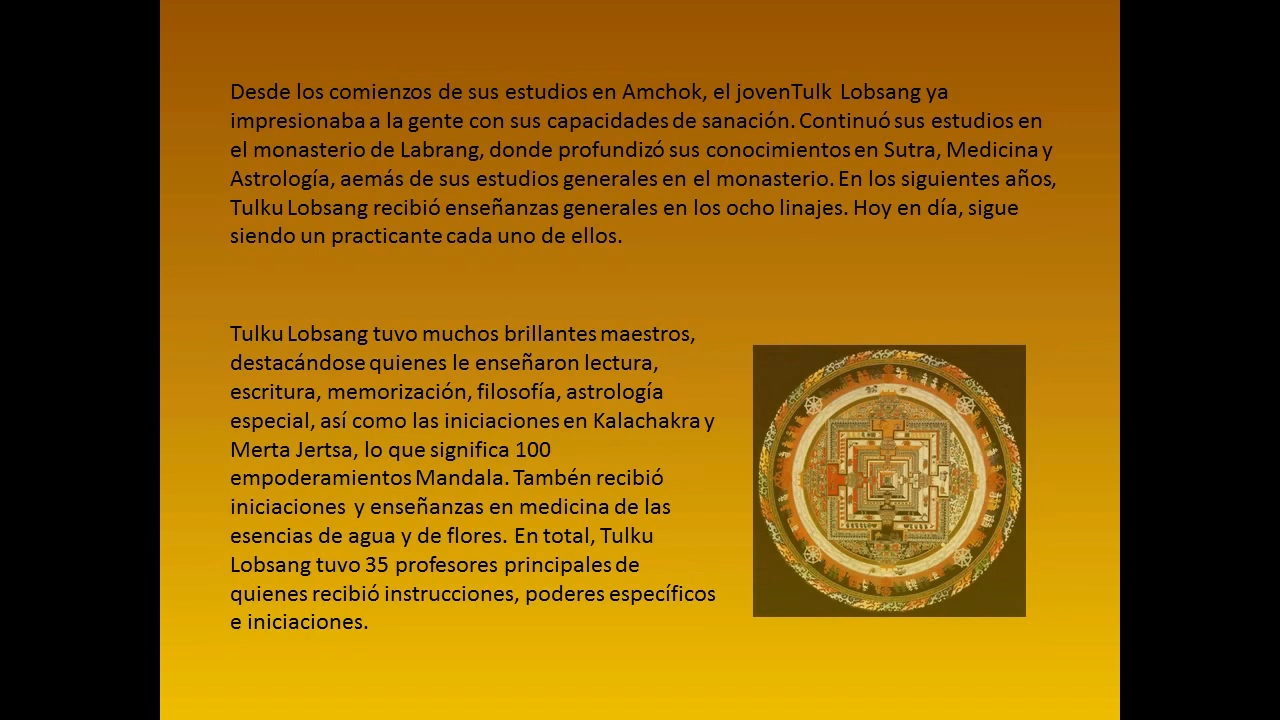 Desde los comienzos de sus estudios en Amchok, el jovenTulk Lobsang ya
impresionaba a la gente con sus capacidades de sanación. Continuó sus estudios en
el monasterio de Labrang, donde profundizó sus conocimientos en Sutra, Medicina y
Astrología, aemás de sus estudios generales en el monasterio. En los siguientes años,
Tulku Lobsang recibió enseñanzas generales en los ocho linajes. Hoy en día, sigue
siendo un practicante cada uno de ellos.
Tulku Lobsang tuvo muchos brillantes maestros,
destacándose quienes le enseñaron lectura,
escritura, memorización, filosofía, astrología
especial, así como las iniciaciones en Kalachakra y
Merta Jertsa, lo que significa 100
empoderamientos Mandala. Tambén recibió
iniciaciones y enseñanzas en medicina de las
esencias de agua y de flores. En total, Tulku
Lobsang tuvo 35 profesores principales de
quienes recibió instrucciones, poderes específicos
e iniciaciones.